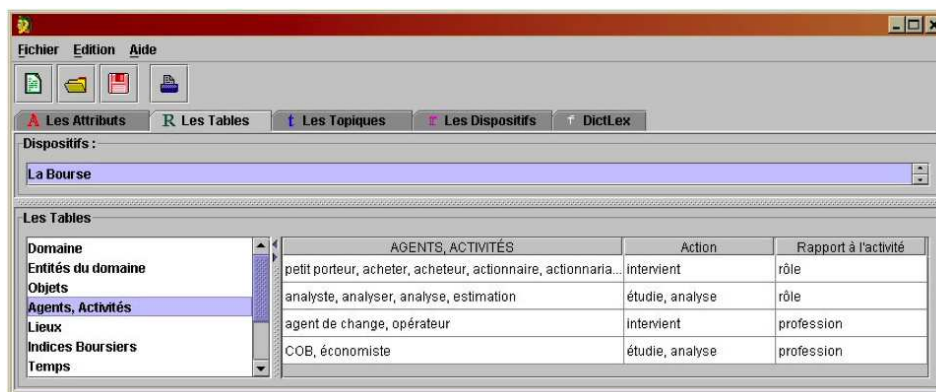 Fichier Edition Aide
A Les Attributs R Les Tables t Les Topiques r Les Dispositifs f DictLex
Dispositifs :
La Bourse
Les Tables
Domaine
Entités du domaine
Objets
Agents, Activités
Lieux
Indices Boursiers
Temps
AGENTS, ACTIVITÉS Action Rapport à l'activité
petit porteur, acheter, acheteur, actionnaire, actionnaria... intervient rôle
analyste, analyser, analyse, estimation étudie, analyse rôle
agent de change, opérateur intervient profession
COB, économiste étudie, analyse profession